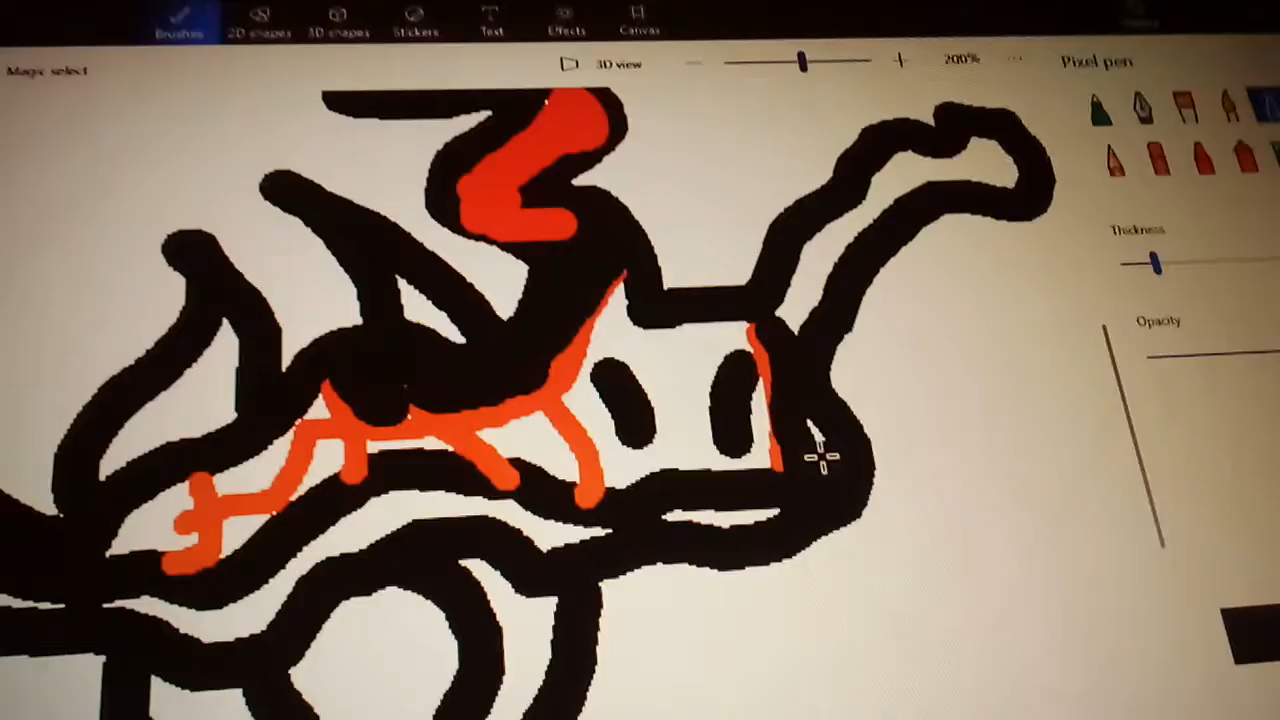 Brushes 2D shapes 3D shapes Stickers Text Effects Canvas
Magic select 3D view 200% Pixel pen
Thickness
Opacity